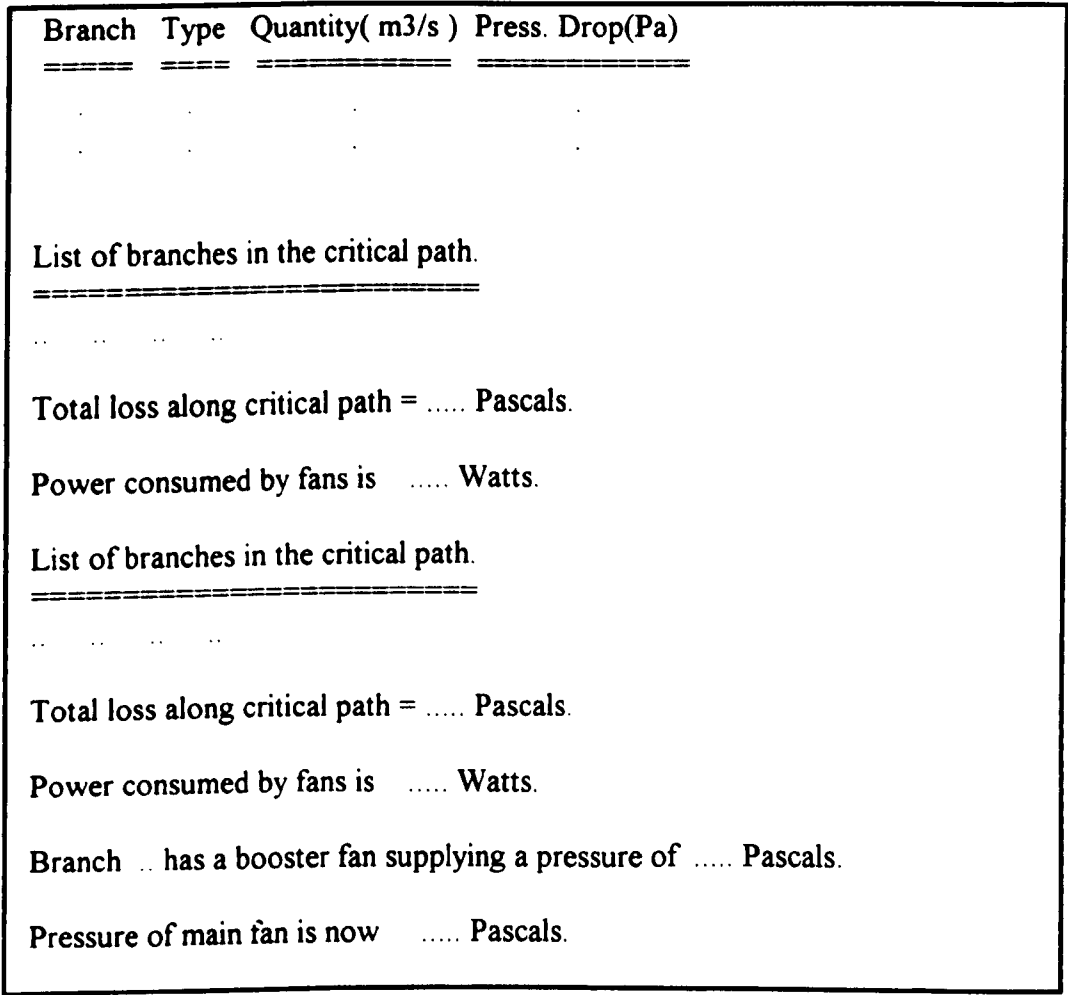 Branch Type Quantity( m3/s ) Press. Drop(Pa)
===== ==== =========== ============
. . . .
. . . .
List of branches in the critical path.
=========================
.. .. .. ..
Total loss along critical path = ..... Pascals.
Power consumed by fans is ..... Watts.
List of branches in the critical path.
=========================
.. .. .. ..
Total loss along critical path = ..... Pascals.
Power consumed by fans is ..... Watts.
Branch .. has a booster fan supplying a pressure of ..... Pascals.
Pressure of main fan is now ..... Pascals.